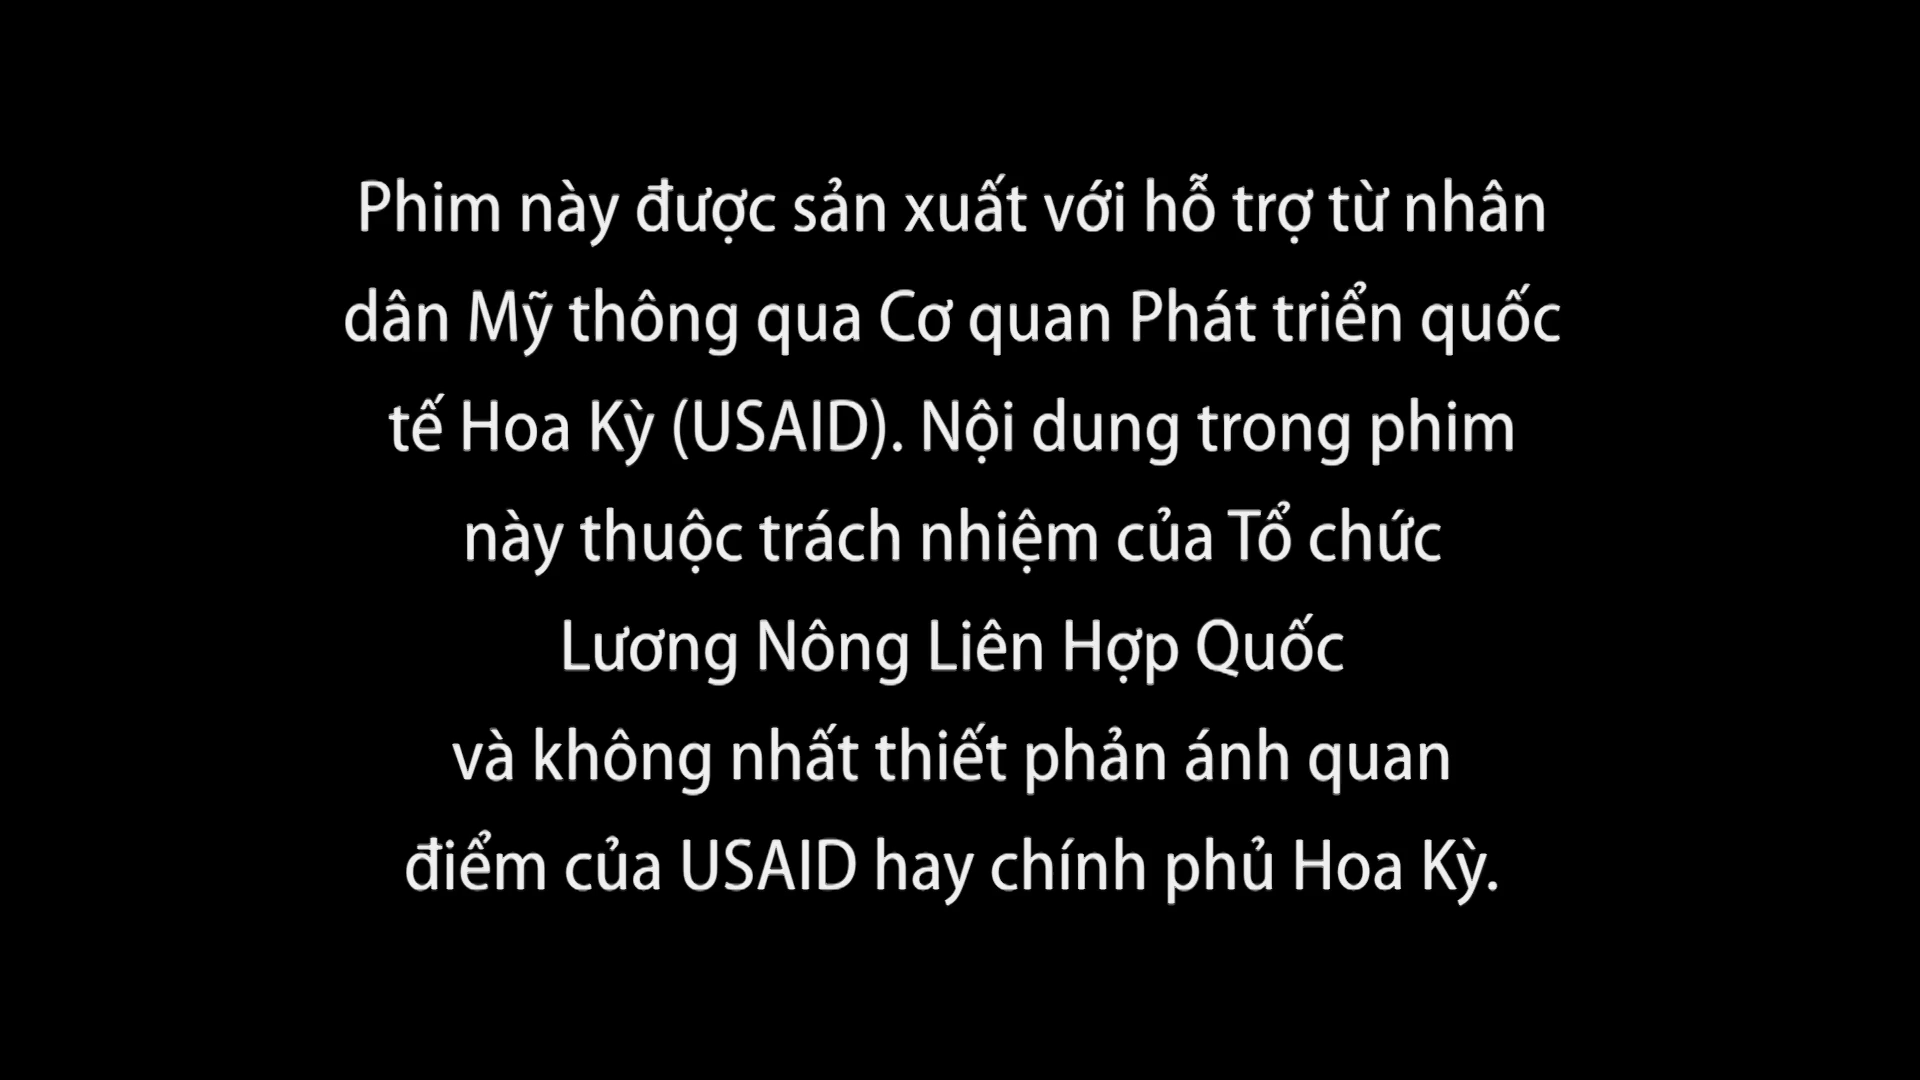 Phim này được sản xuất với hỗ trợ từ nhân
dân Mỹ thông qua Cơ quan Phát triển quốc
tế Hoa Kỳ (USAID). Nội dung trong phim
này thuộc trách nhiệm của Tổ chức
Lương Nông Liên Hợp Quốc
và không nhất thiết phản ánh quan
điểm của USAID hay chính phủ Hoa Kỳ.